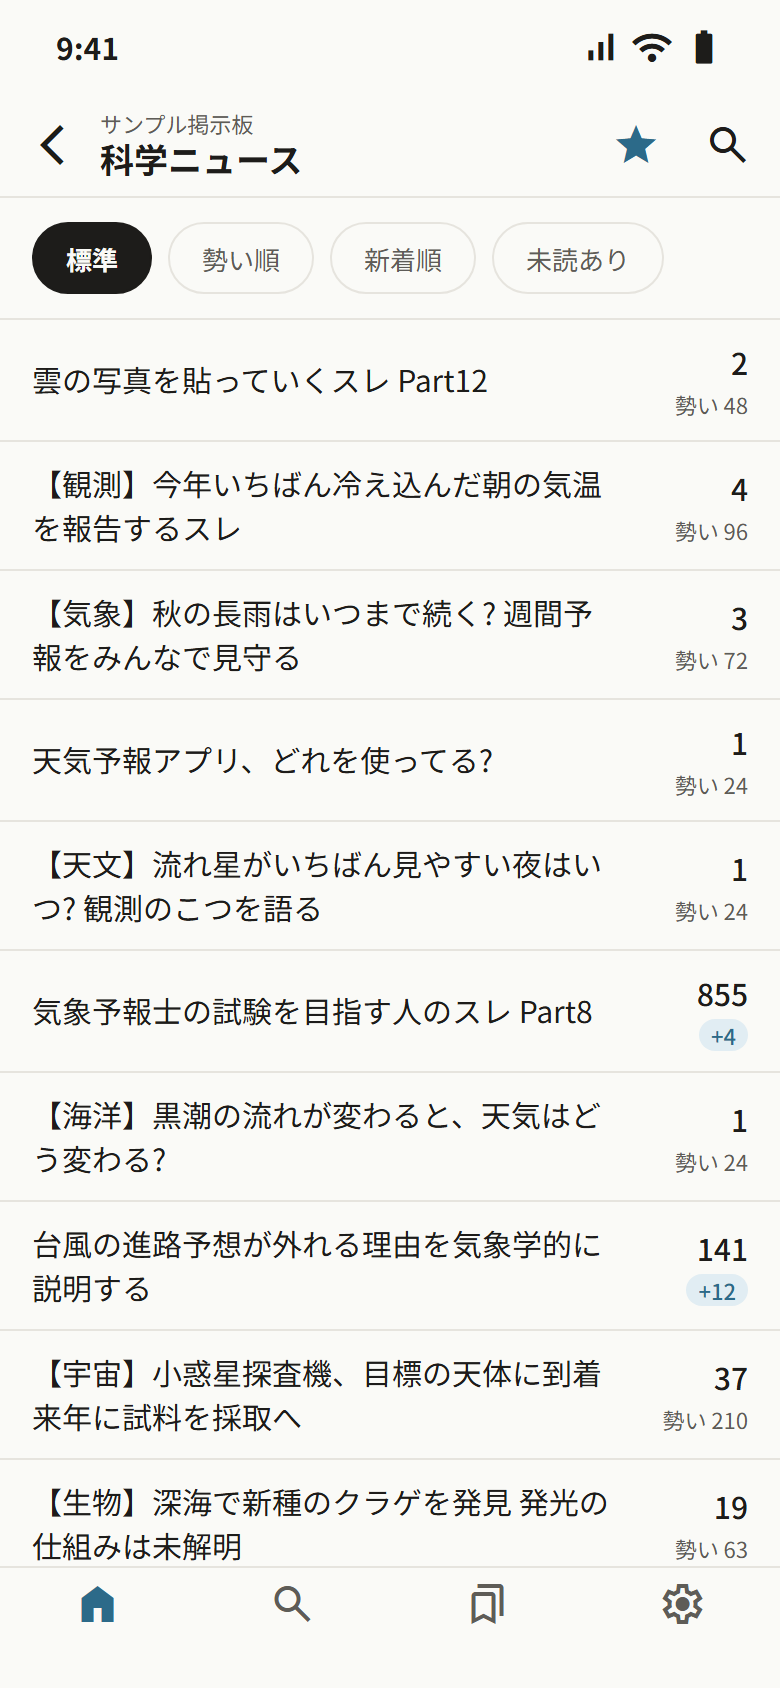 9:41
サンプル掲示板
科学ニュース
標準
勢い順
新着順
未読あり
雲の写真を貼っていくスレ Part12
2
勢い 48
【観測】今年いちばん冷え込んだ朝の気温
を報告するスレ
4
勢い 96
【気象】秋の長雨はいつまで続く? 週間予
報をみんなで見守る
3
勢い 72
天気予報アプリ、どれを使ってる?
1
勢い 24
【天文】流れ星がいちばん見やすい夜はい
つ? 観測のこつを語る
1
勢い 24
気象予報士の試験を目指す人のスレ Part8
855
+4
【海洋】黒潮の流れが変わると、天気はど
う変わる?
1
勢い 24
台風の進路予想が外れる理由を気象学的に
説明する
141
+12
【宇宙】小惑星探査機、目標の天体に到着
来年に試料を採取へ
37
勢い 210
【生物】深海で新種のクラゲを発見 発光の
仕組みは未解明
19
勢い 63